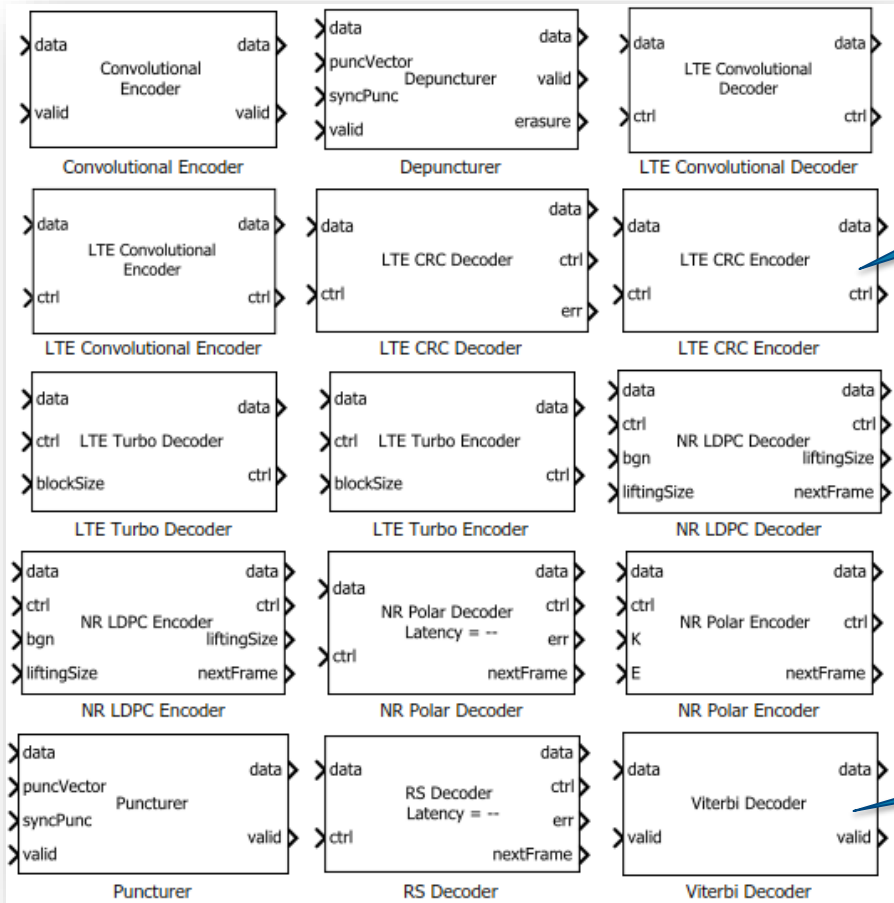 data data
Convolutional
Encoder
valid valid
Convolutional Encoder
data data
puncVector
Depuncturer valid
syncPunc
valid erasure
Depuncturer
data data
LTE Convolutional
Decoder
ctrl ctrl
LTE Convolutional Decoder
data data
LTE Convolutional
Encoder
ctrl ctrl
LTE Convolutional Encoder
data data
LTE CRC Decoder ctrl
ctrl
err
LTE CRC Decoder
data data
LTE CRC Encoder
ctrl ctrl
LTE CRC Encoder
data data
ctrl LTE Turbo Decoder
blockSize ctrl
LTE Turbo Decoder
data data
ctrl LTE Turbo Encoder
blockSize ctrl
LTE Turbo Encoder
data data
ctrl ctrl
NR LDPC Decoder
bgn liftingSize
liftingSize nextFrame
NR LDPC Decoder
data data
ctrl ctrl
NR LDPC Encoder
bgn liftingSize
liftingSize nextFrame
NR LDPC Encoder
data data
NR Polar Decoder ctrl
Latency = -- err
ctrl
nextFrame
NR Polar Decoder
data data
ctrl
NR Polar Encoder ctrl
K
E nextFrame
NR Polar Encoder
data data
puncVector
Puncturer
syncPunc
valid valid
Puncturer
data data
RS Decoder ctrl
Latency = -- err
ctrl
nextFrame
RS Decoder
data data
Viterbi Decoder
valid valid
Viterbi Decoder